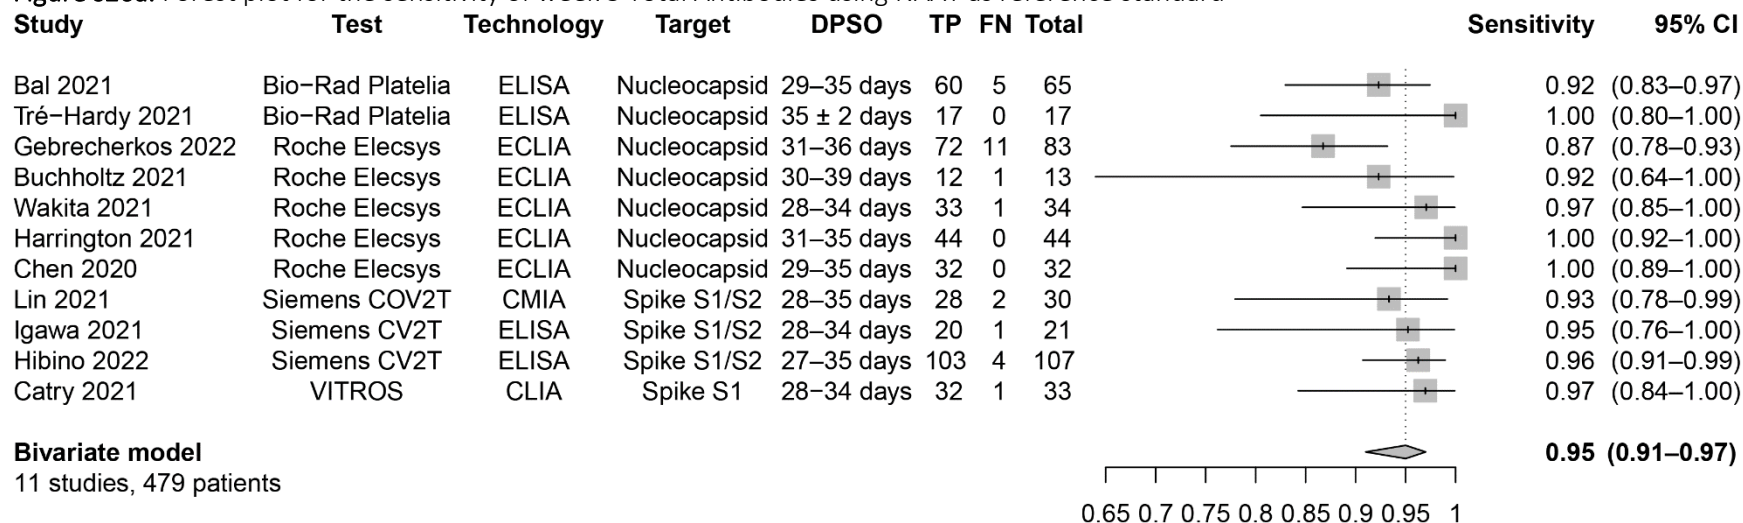 Study Test Technology Target DPSO TP FN Total Sensitivity 95% CI
Bal 2021 Bio−Rad Platelia ELISA Nucleocapsid 29–35 days 60 5 65 0.92 (0.83–0.97)
Tré−Hardy 2021 Bio−Rad Platelia ELISA Nucleocapsid 35 ± 2 days 17 0 17 1.00 (0.80–1.00)
Gebrecherkos 2022 Roche Elecsys ECLIA Nucleocapsid 31–36 days 72 11 83 0.87 (0.78–0.93)
Buchholtz 2021 Roche Elecsys ECLIA Nucleocapsid 30–39 days 12 1 13 0.92 (0.64–1.00)
Wakita 2021 Roche Elecsys ECLIA Nucleocapsid 28–34 days 33 1 34 0.97 (0.85–1.00)
Harrington 2021 Roche Elecsys ECLIA Nucleocapsid 31–35 days 44 0 44 1.00 (0.92–1.00)
Chen 2020 Roche Elecsys ECLIA Nucleocapsid 29–35 days 32 0 32 1.00 (0.89–1.00)
Lin 2021 Siemens COV2T CMIA Spike S1/S2 28–35 days 28 2 30 0.93 (0.78–0.99)
Igawa 2021 Siemens CV2T ELISA Spike S1/S2 28–34 days 20 1 21 0.95 (0.76–1.00)
Hibino 2022 Siemens CV2T ELISA Spike S1/S2 27–35 days 103 4 107 0.96 (0.91–0.99)
Catry 2021 VITROS CLIA Spike S1 28−34 days 32 1 33 0.97 (0.84–1.00)
Bivariate model 0.95 (0.91–0.97)
11 studies, 479 patients
0.65 0.7 0.75 0.8 0.85 0.9 0.95 1